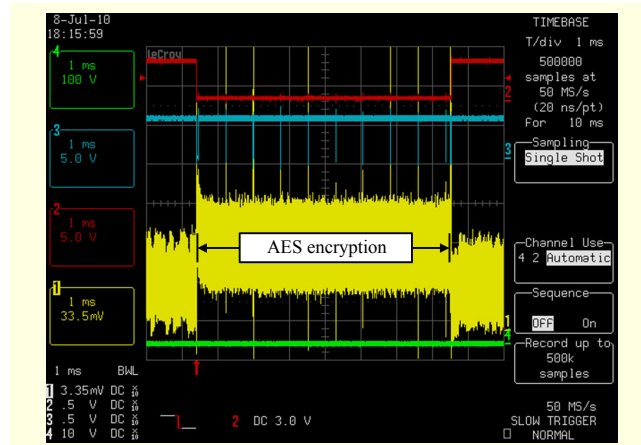 8-Jul-10
18:15:59
4
1 ms
100 V
3
1 ms
5.0 V
2
1 ms
5.0 V
1
1 ms
33.5mV
1 ms BWL
1 3.35mV DC
2 .5 V DC
3 .5 V DC
4 10 V DC
LeCroy
2
3
1
4
AES encryption
2 DC 3.0 V
TIMEBASE
T/div 1 ms
500000
samples at
50 MS/s
(20 ns/pt)
for 10 ms
Sampling
Single Shot
Channel Use
4 2 Automatic
Sequence
OFF On
Record up to
500k
samples
50 MS/s
SLOW TRIGGER
NORMAL